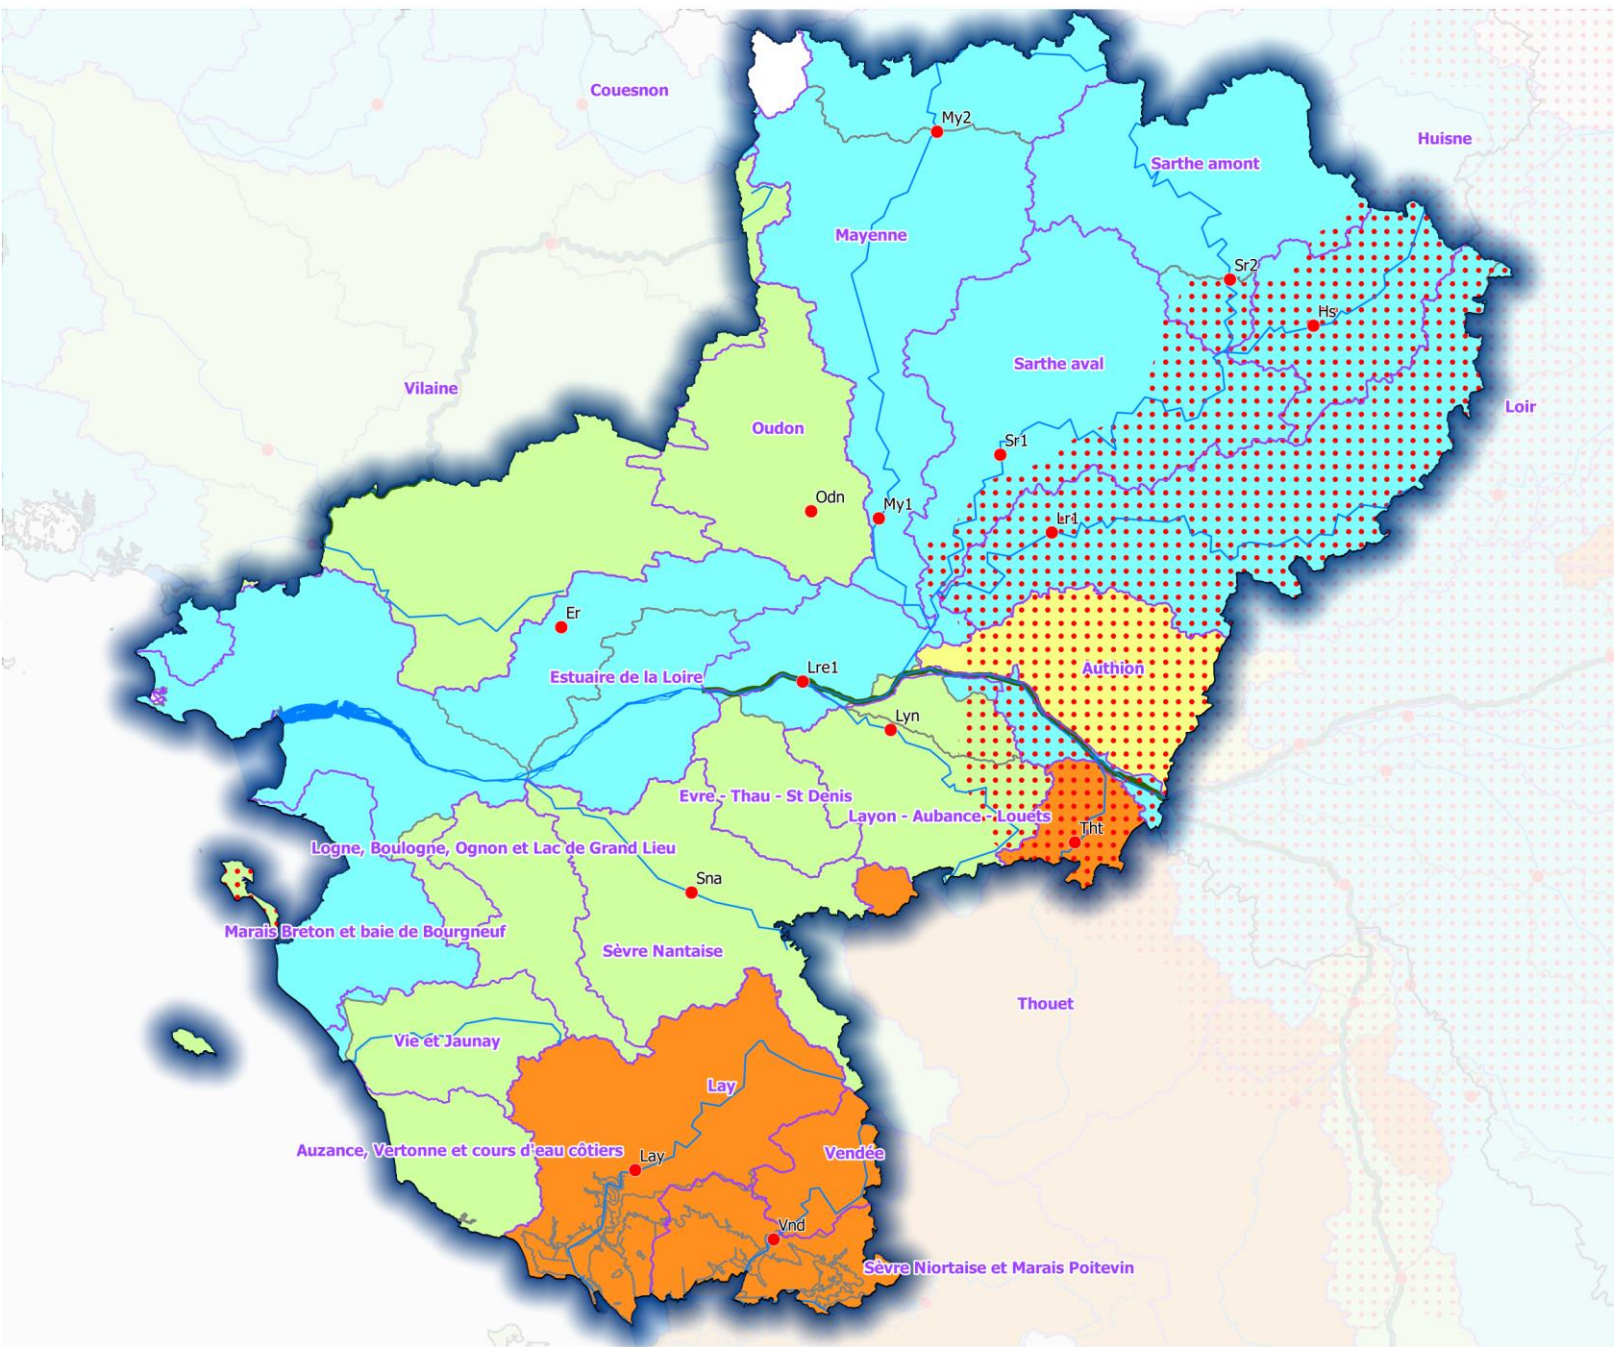 Couesnon
My2
Huisne
Sarthe amont
Mayenne
Sr2
Hs
Sarthe aval
Vilaine
Loir
Oudon
Sr1
Odn
My1
Lr1
Er
Lre1
Authion
Estuaire de la Loire
Lyn
Evre - Thau - St Denis
Layon - Aubance - Louets
Tht
Logne, Boulogne, Ognon et Lac de Grand Lieu
Sna
Marais Breton et baie de Bourgneuf
Sèvre Nantaise
Thouet
Vie et Jaunay
Lay
Auzance, Vertonne et cours d'eau côtiers
Lay
Vendée
Vnd
Sèvre Niortaise et Marais Poitevin